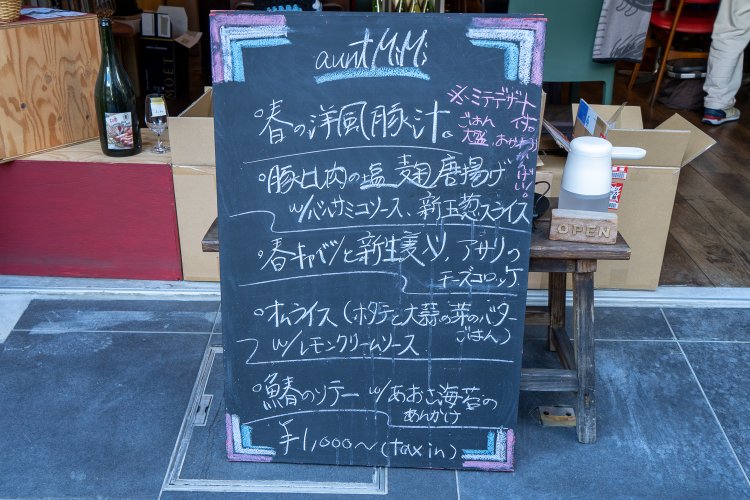 aunt MiMi
°春の洋風豚汁。
※ミニデザート付。
ごはん
大盛、おかわり
°豚ヒレ肉の塩麹唐揚げ
w/バルサミコソース、新玉葱スライス
°春キャベツと新生姜入り、アサリの
チーズコロッケ
°オムライス(ホタテと大蒜の芽のバター
ごはん)
w/レモンクリームソース
°鰆のソテー w/あおさ海苔の
あんかけ
¥1,000〜(tax in)
OPEN